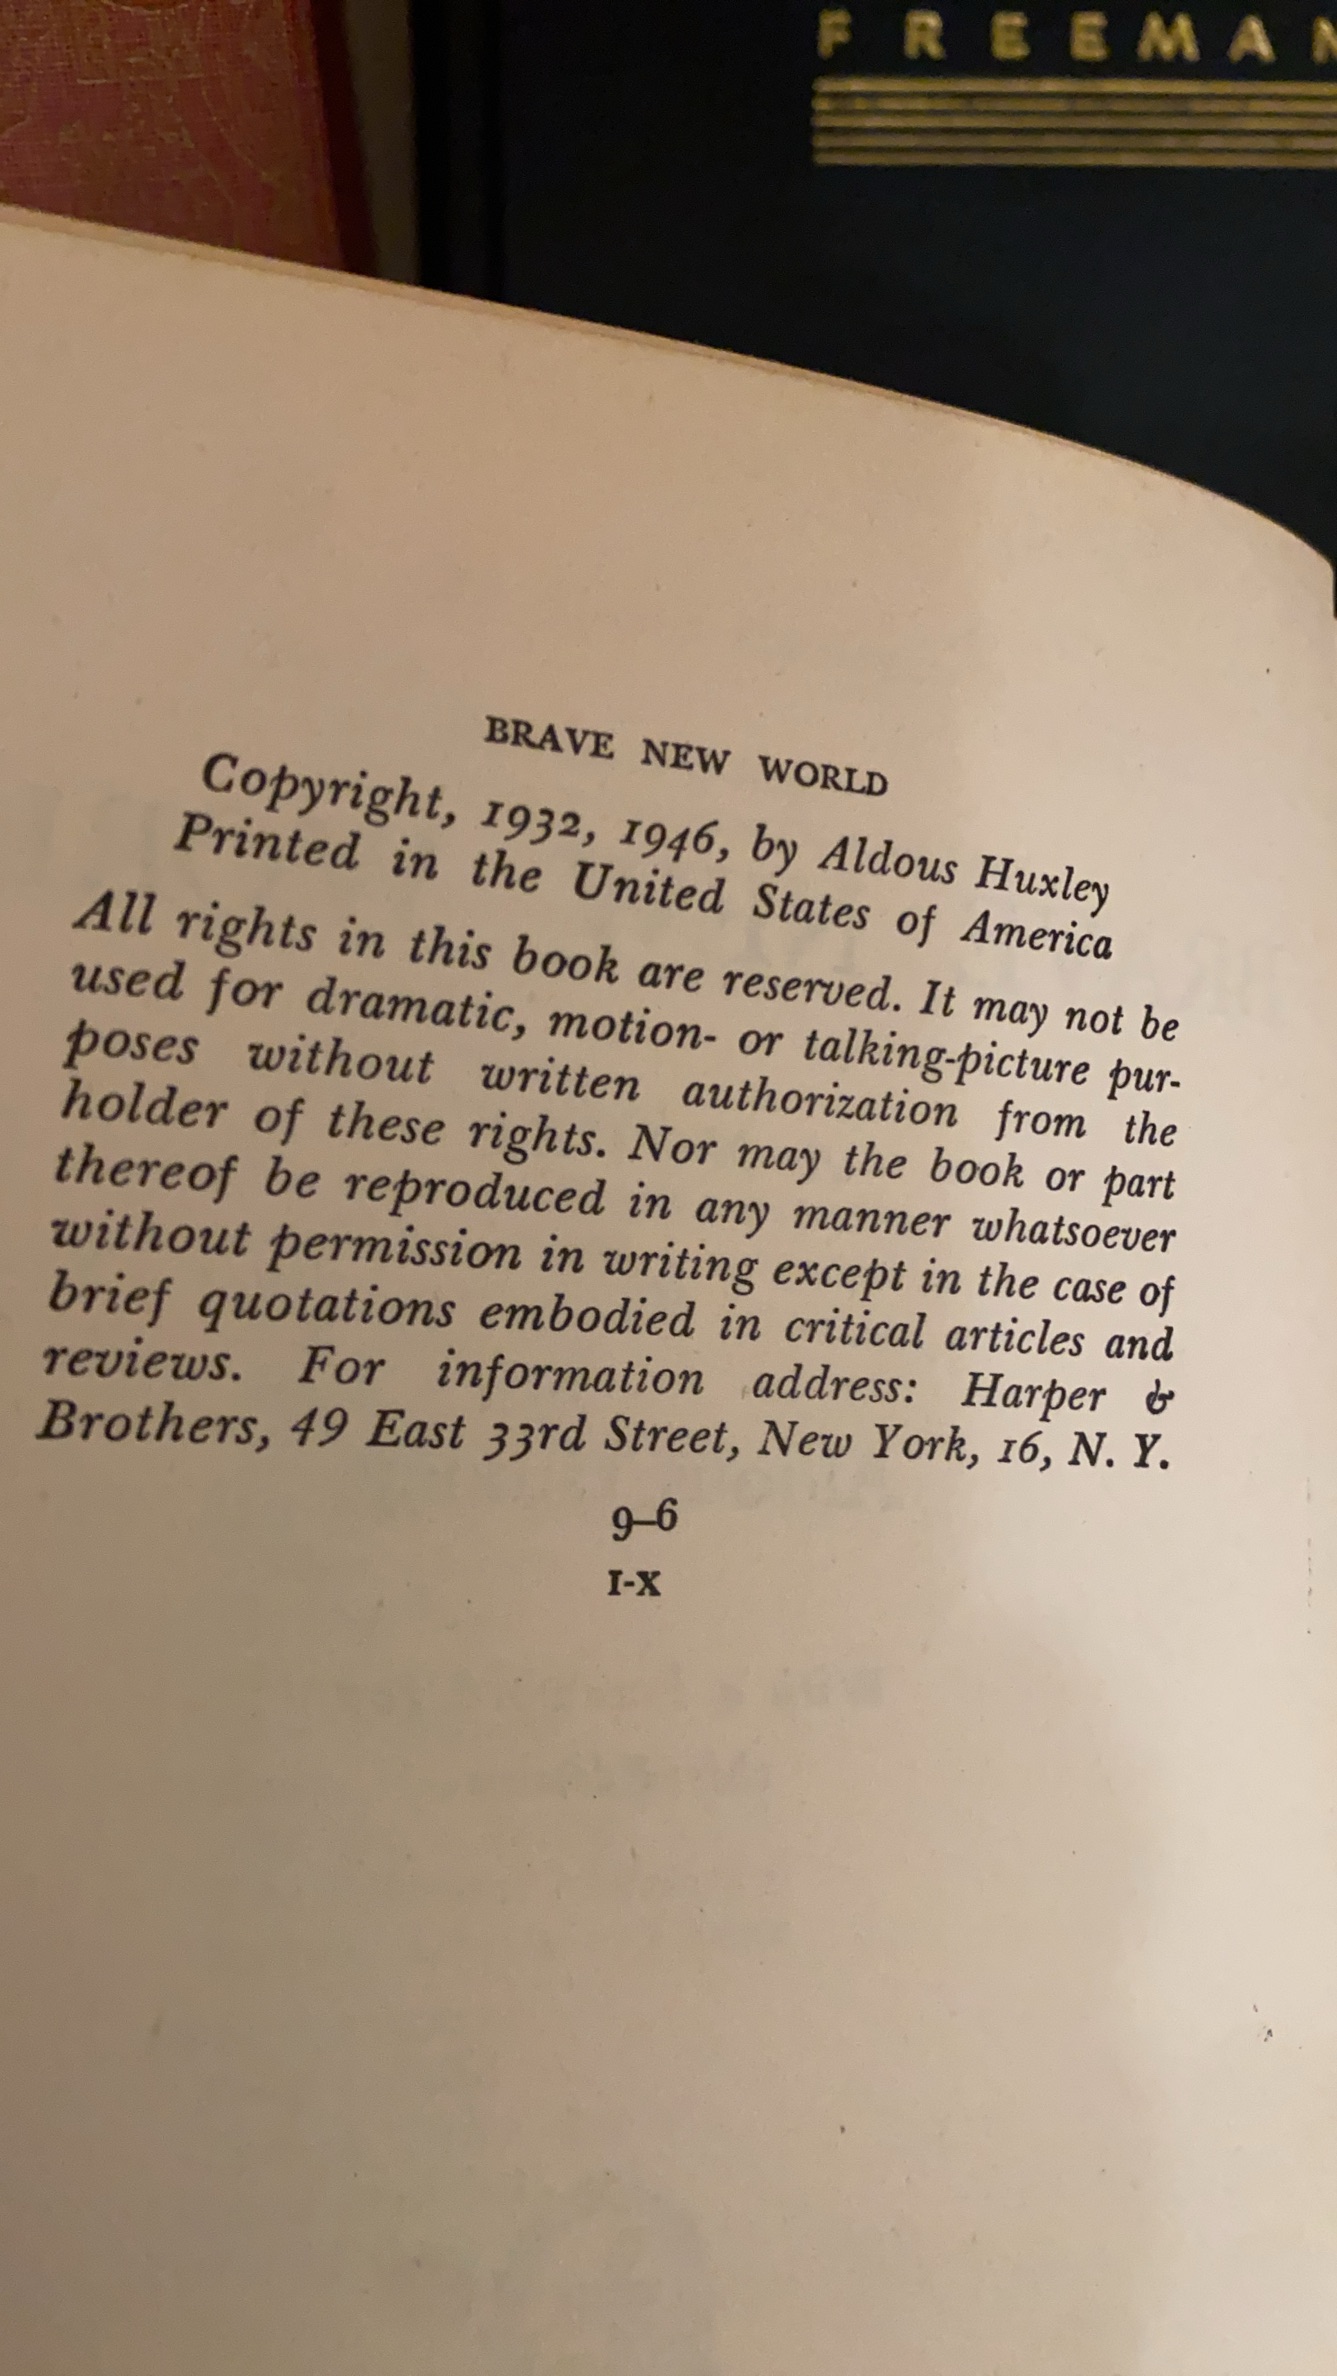 FREEMAN
BRAVE NEW WORLD
Copyright, 1932, 1946, by Aldous Huxley
Printed in the United States of America
All rights in this book are reserved. It may not be
used for dramatic, motion- or talking-picture pur-
poses without written authorization from the
holder of these rights. Nor may the book or part
thereof be reproduced in any manner whatsoever
without permission in writing except in the case of
brief quotations embodied in critical articles and
reviews. For information address: Harper &
Brothers, 49 East 33rd Street, New York, 16, N. Y.
9–6
I-X